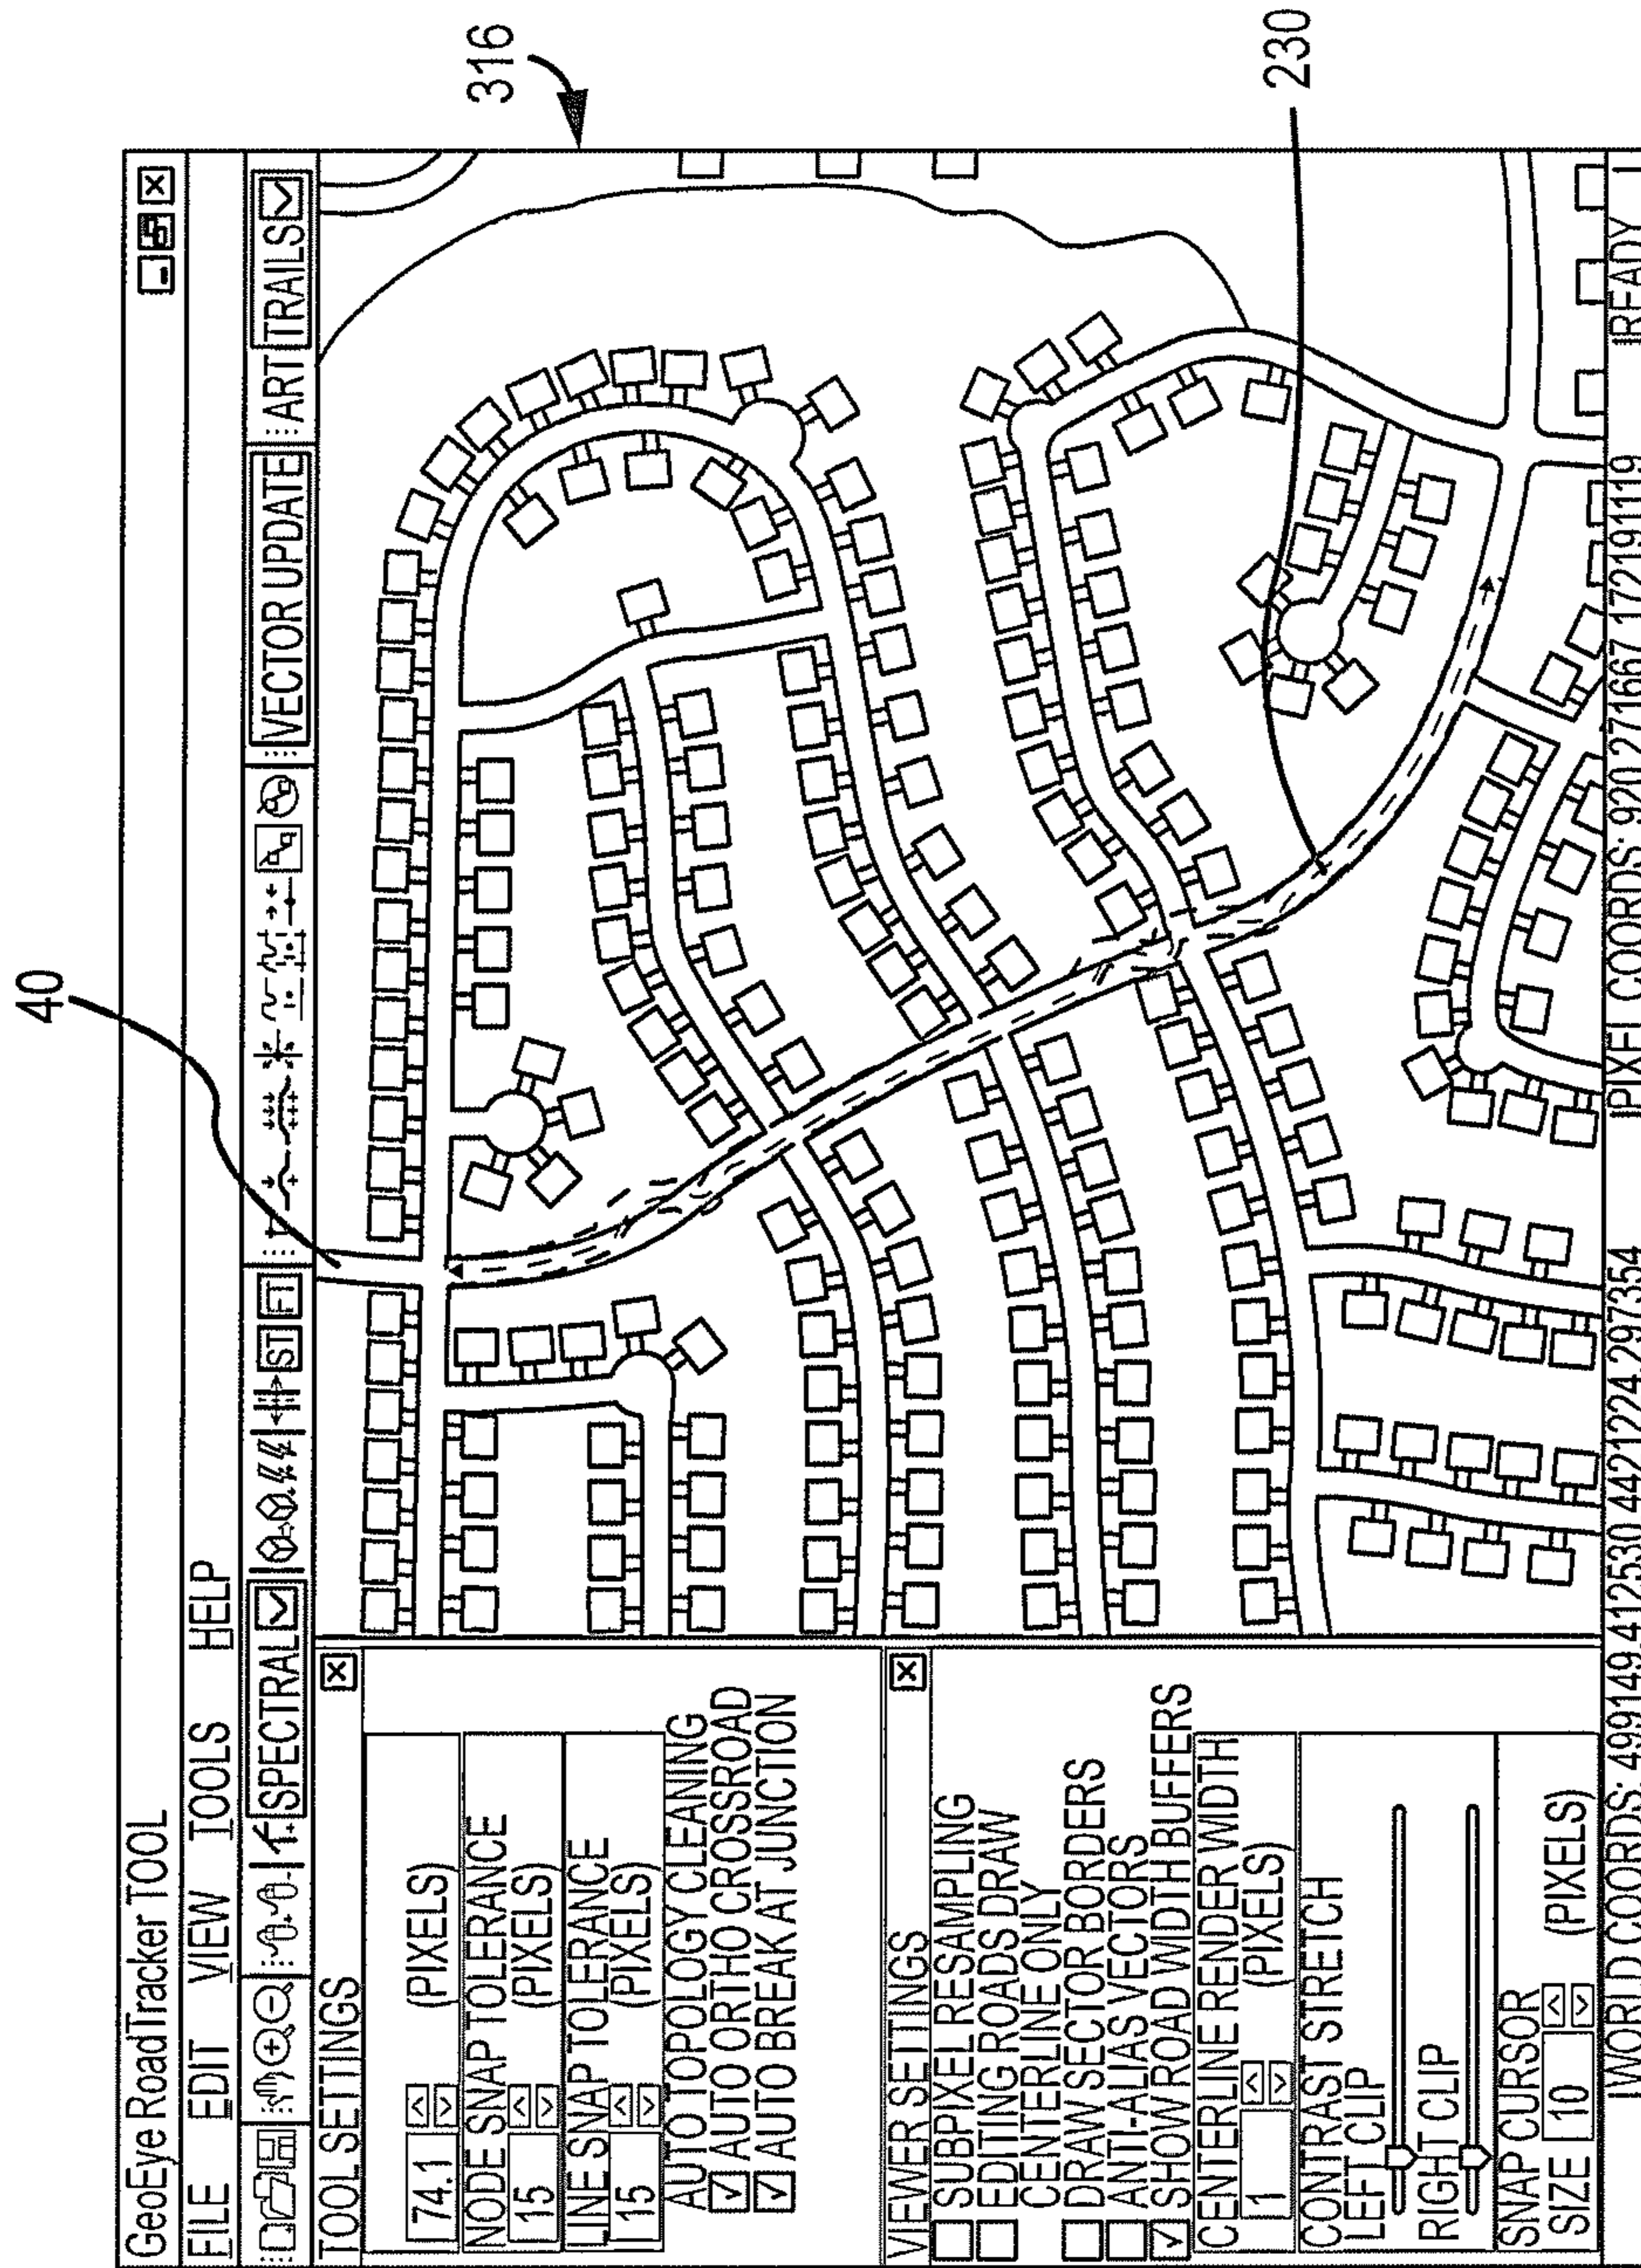 GeoEye RoadTracker TOOL
FILE EDIT VIEW TOOLS HELP
SPECTRAL ST FT VECTOR UPDATE ART TRAILS
TOOL SETTINGS
74.1 (PIXELS)
NODE SNAP TOLERANCE
15 (PIXELS)
LINE SNAP TOLERANCE
15 (PIXELS)
AUTO TOPOLOGY CLEANING
AUTO ORTHO CROSSROAD
AUTO BREAK AT JUNCTION
VIEWER SETTINGS
SUBPIXEL RESAMPLING
EDITING ROADS DRAW
CENTERLINE ONLY
DRAW SECTOR BORDERS
ANTI-ALIAS VECTORS
SHOW ROAD WIDTH BUFFERS
CENTERLINE RENDER WIDTH
1 (PIXELS)
CONTRAST STRETCH
LEFT CLIP
RIGHT CLIP
SNAP CURSOR
SIZE 10 (PIXELS)
WORLD COORDS: 499149.412530 4421224.297354 PIXEL COORDS: 920.271667 1721.911119 READY
40
316
230